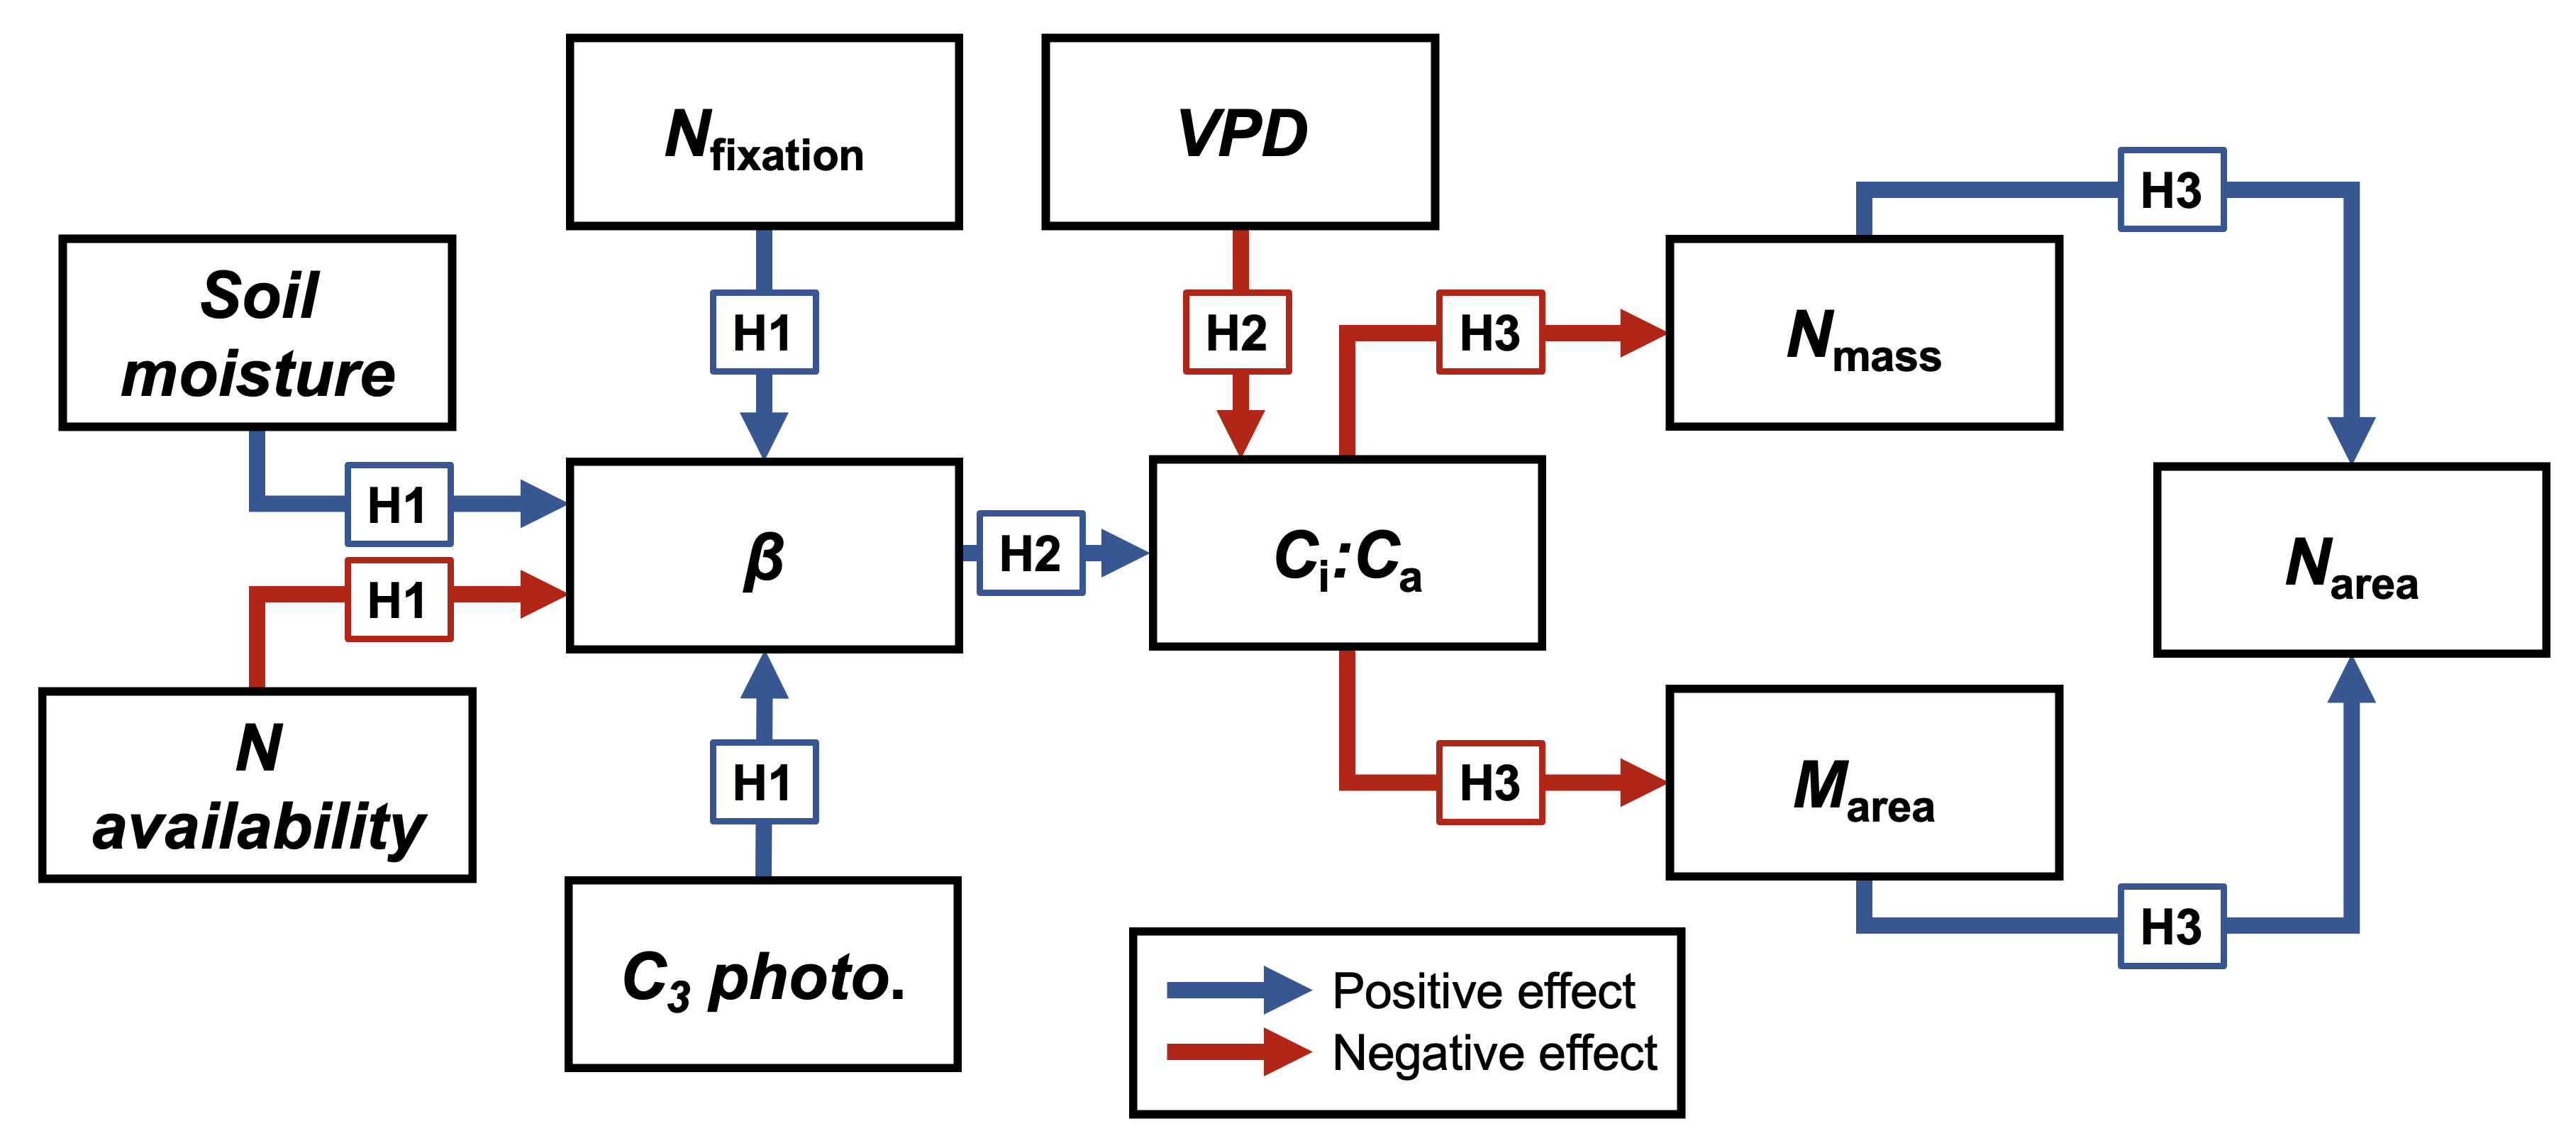 Nfixation
VPD
H3
Soil
moisture
H1
H2
H3
Nmass
H1
H1
β
H2
Ci:Ca
Narea
N
availability
H1
H3
Marea
C3 photo.
H3
Positive effect
Negative effect